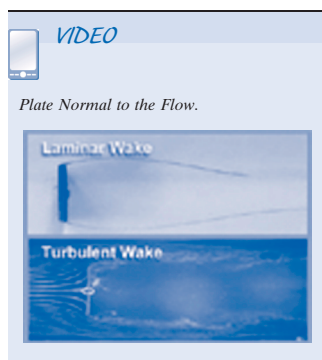 VIDEO
Plate Normal to the Flow.
Laminar Wake
Turbulent Wake